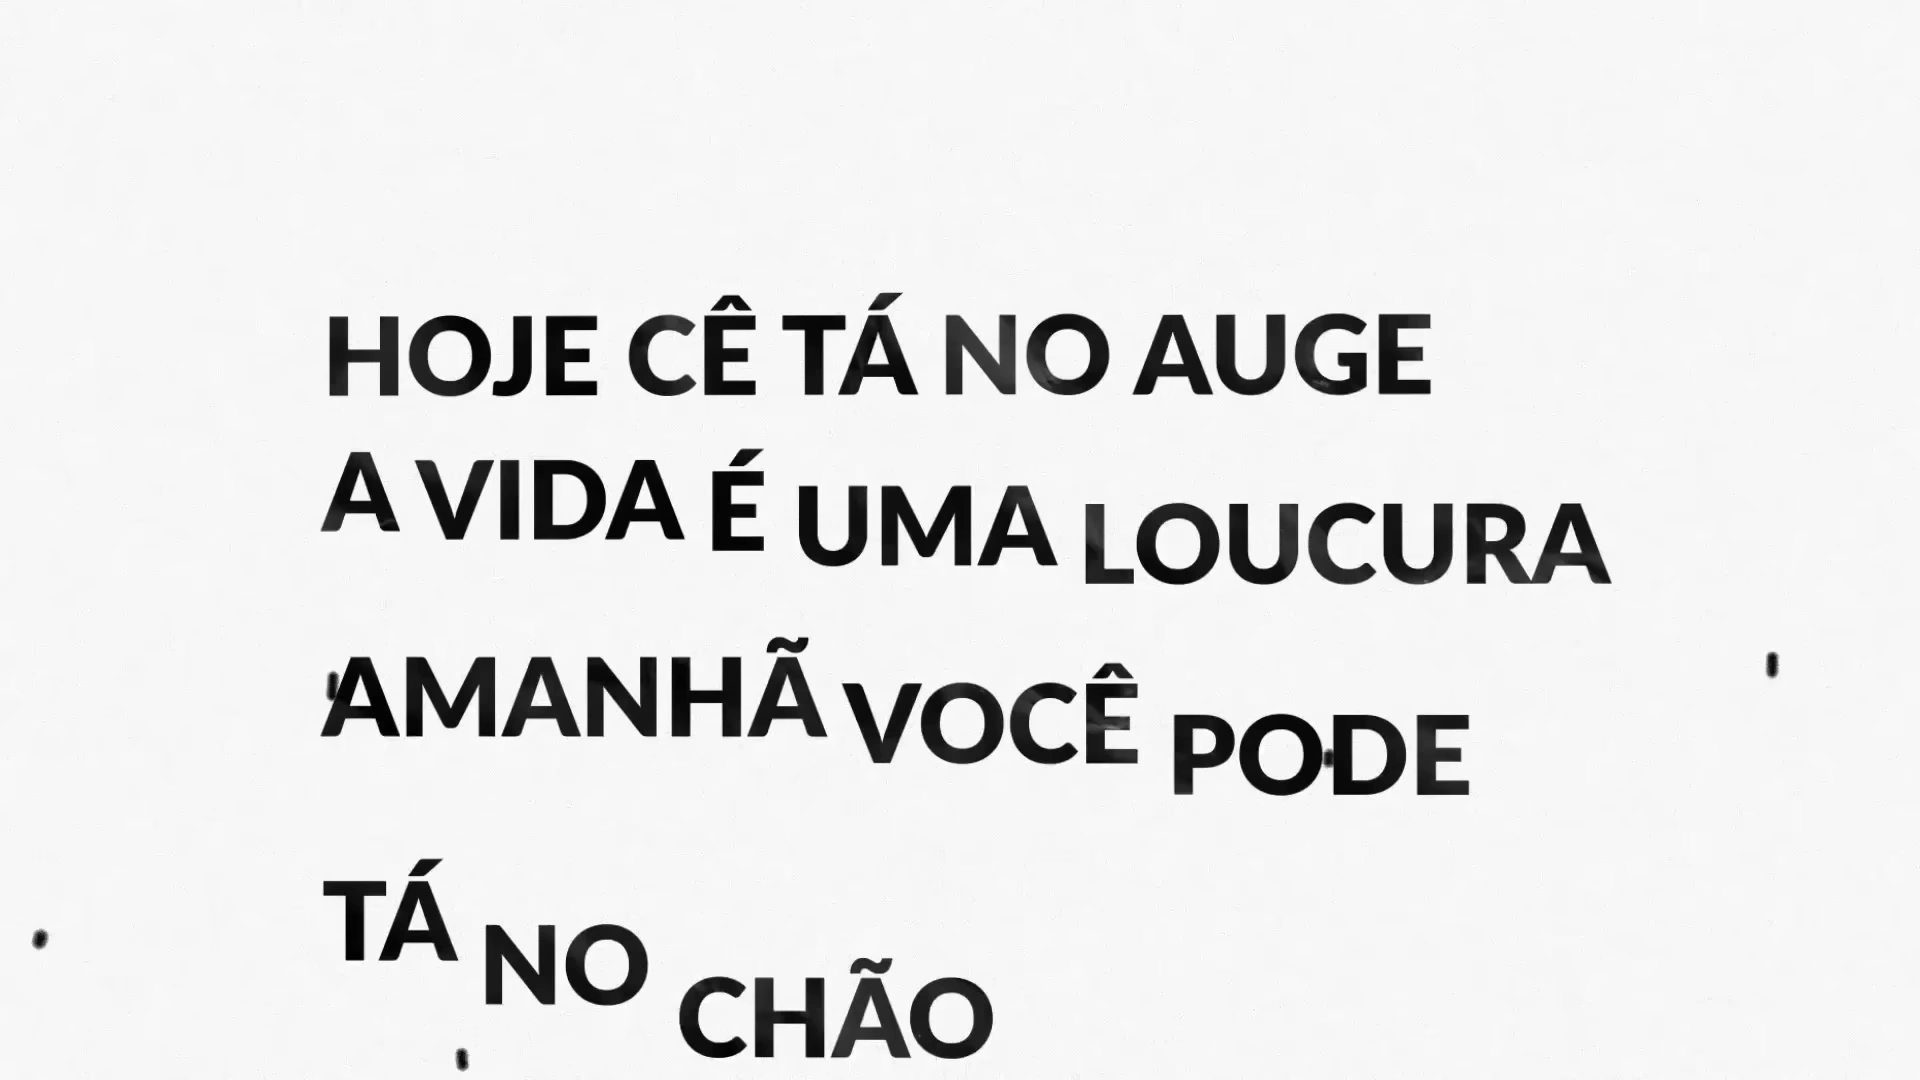 HOJE CÊ TÁ NO AUGE
A VIDA É UMA LOUCURA
AMANHÃ VOCÊ PODE
TÁ NO CHÃO